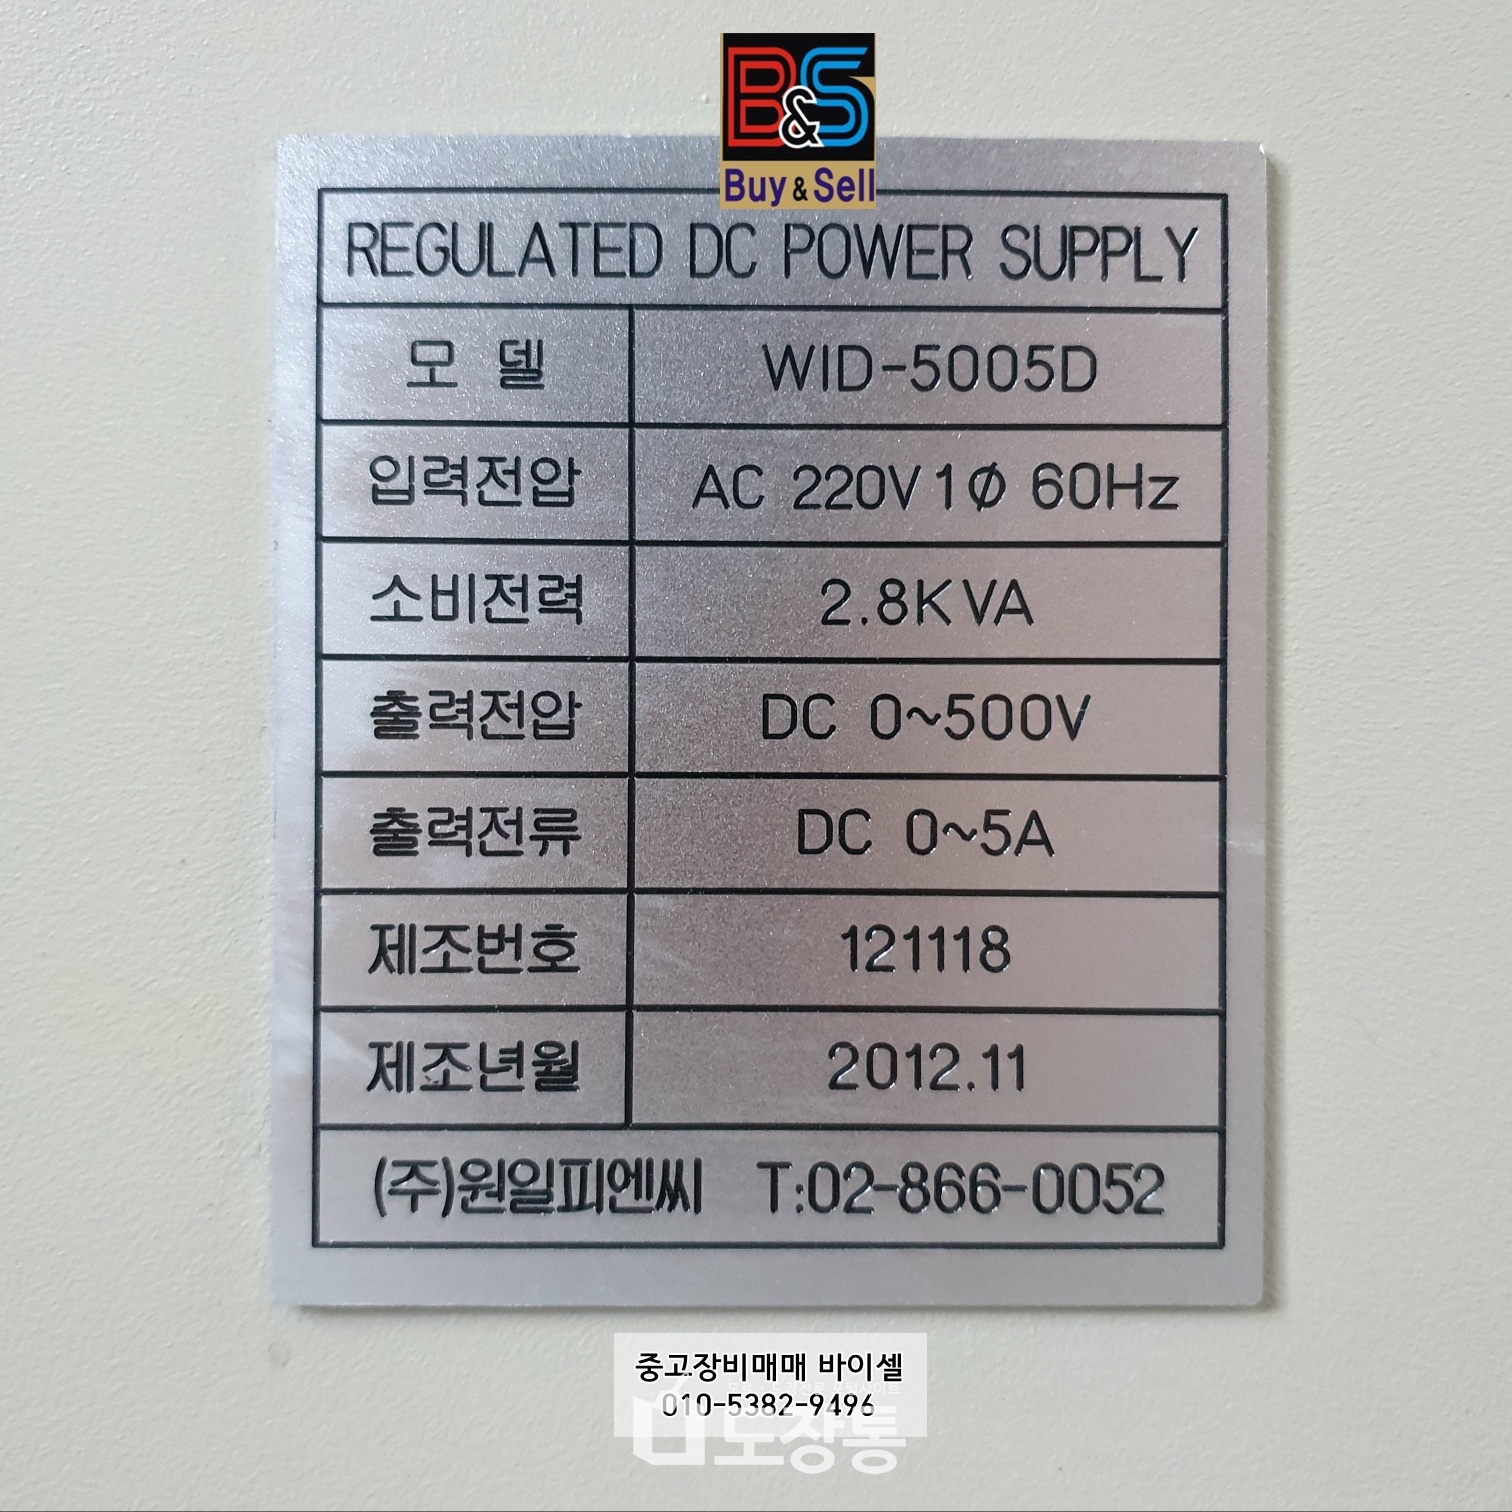 B&S
Buy & Sell
REGULATED DC POWER SUPPLY
모 델 WID-5005D
입력전압 AC 220V 1Ø 60Hz
소비전력 2.8KVA
출력전압 DC 0~500V
출력전류 DC 0~5A
제조번호 121118
제조년월 2012.11
(주)원일피엔씨 T:02-866-0052
중고장비매매 바이셀
010-5382-9496
도장통